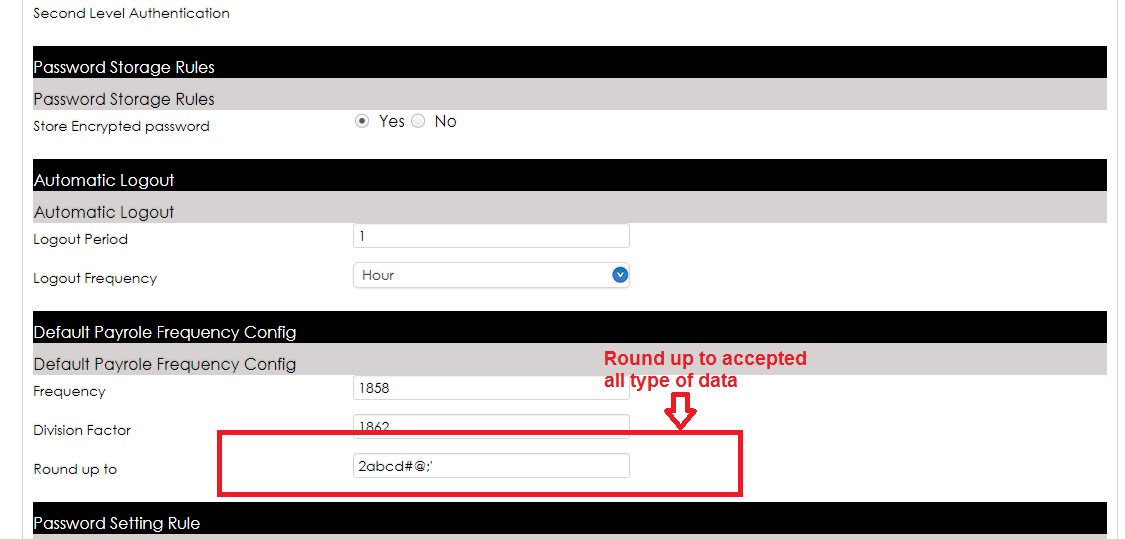 Second Level Authentication
Password Storage Rules
Password Storage Rules
Store Encrypted password
Yes No
Automatic Logout
Automatic Logout
Logout Period
1
Logout Frequency
Hour
Default Payrole Frequency Config
Default Payrole Frequency Config
Round up to accepted
all type of data
Frequency
1858
Division Factor
1862
Round up to
2abcd#@;'
Password Setting Rule